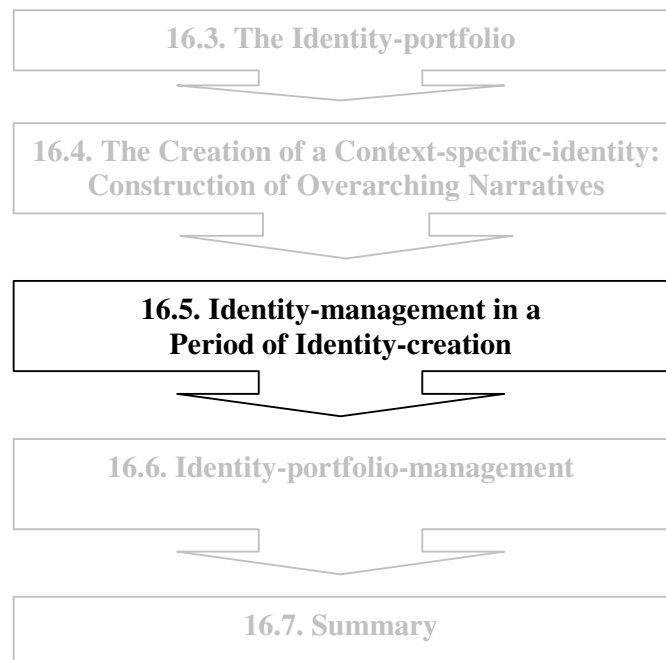 16.3. The Identity-portfolio
16.4. The Creation of a Context-specific-identity:
Construction of Overarching Narratives
16.5. Identity-management in a
Period of Identity-creation
16.6. Identity-portfolio-management
16.7. Summary